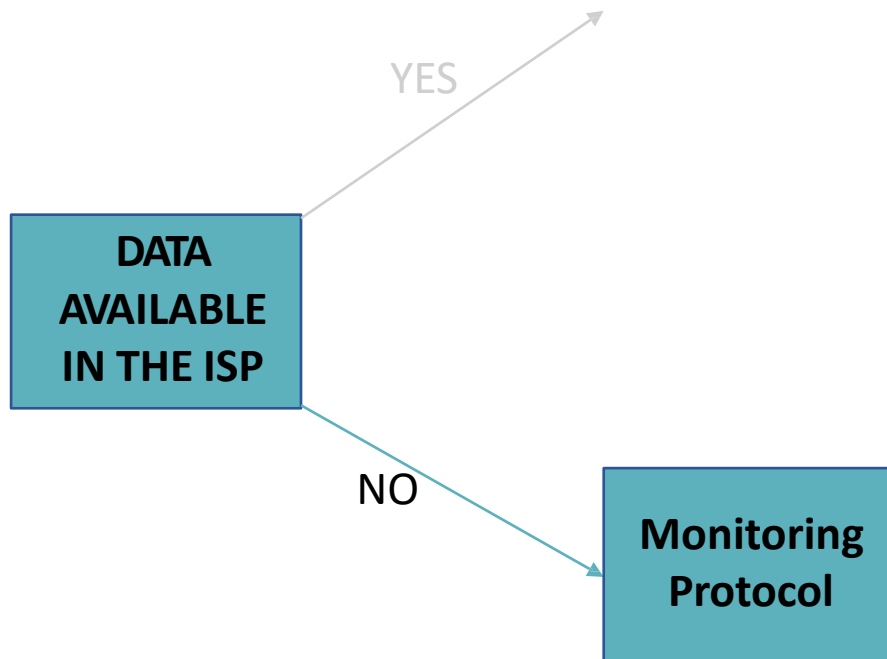 YES
DATA
AVAILABLE
IN THE ISP
NO
Monitoring
Protocol